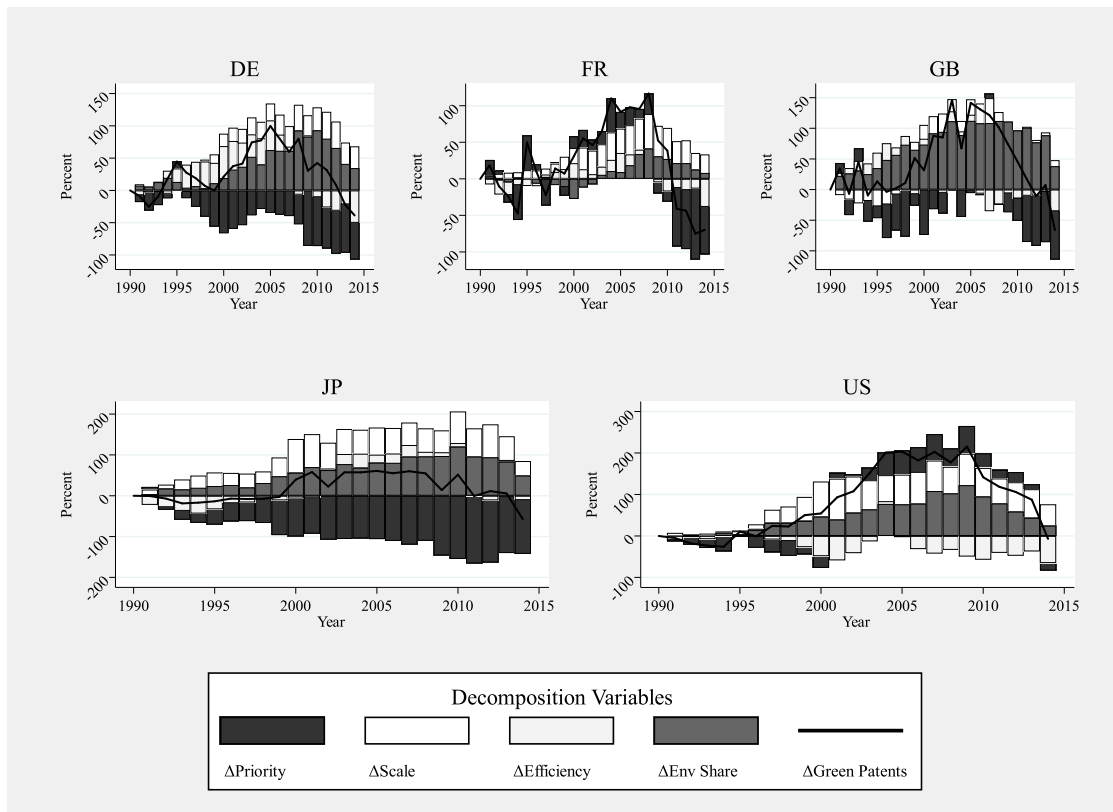 DE
FR
GB
Percent
150
100
50
0
-50
-100
1990 1995 2000 2005 2010 2015
Year
Percent
100
50
0
-50
-100
1990 1995 2000 2005 2010 2015
Year
Percent
150
100
50
0
-50
-100
1990 1995 2000 2005 2010 2015
Year
JP
US
Percent
200
100
0
-100
-200
1990 1995 2000 2005 2010 2015
Year
Percent
300
200
100
0
-100
1990 1995 2000 2005 2010 2015
Year
Decomposition Variables
ΔPriority ΔScale ΔEfficiency ΔEnv Share ΔGreen Patents